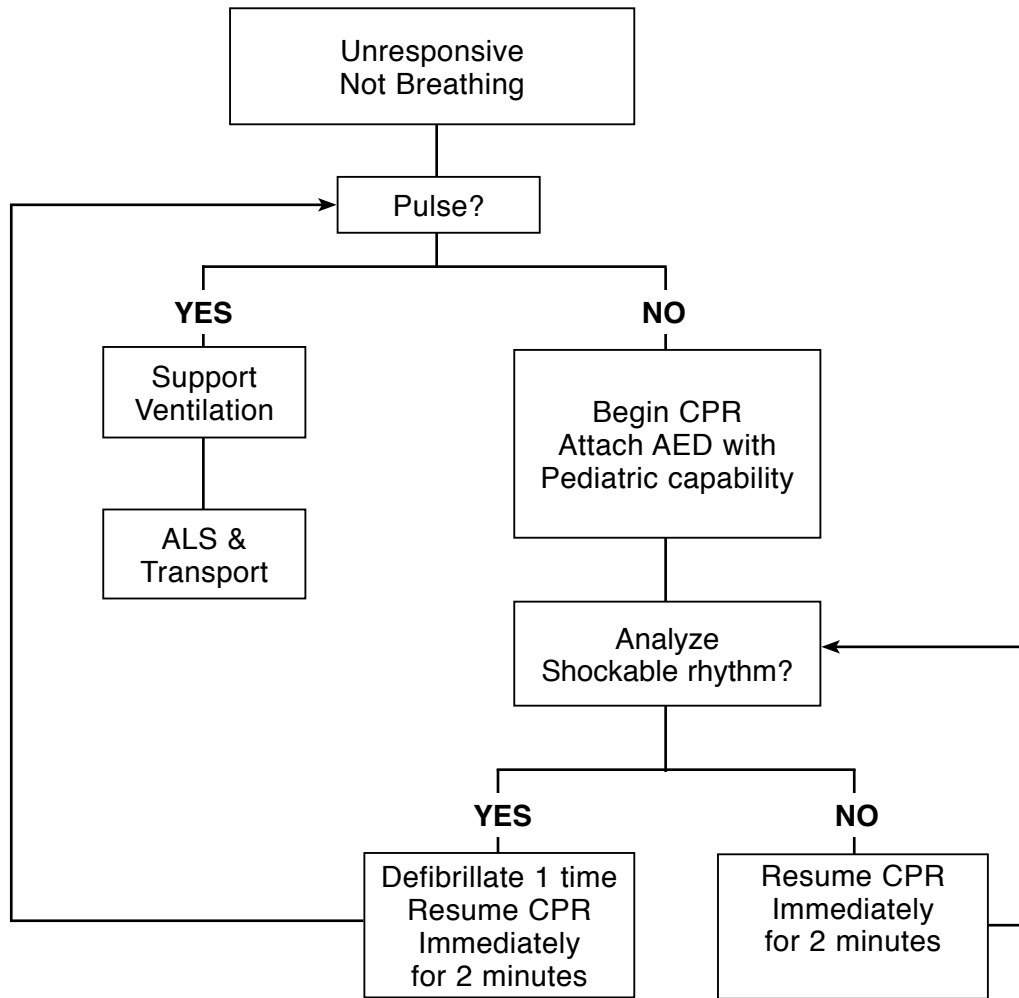 Unresponsive
Not Breathing
Pulse?
YES
NO
Support
Ventilation
Begin CPR
Attach AED with
Pediatric capability
ALS &
Transport
Analyze
Shockable rhythm?
YES
NO
Defibrillate 1 time
Resume CPR
Immediately
for 2 minutes
Resume CPR
Immediately
for 2 minutes